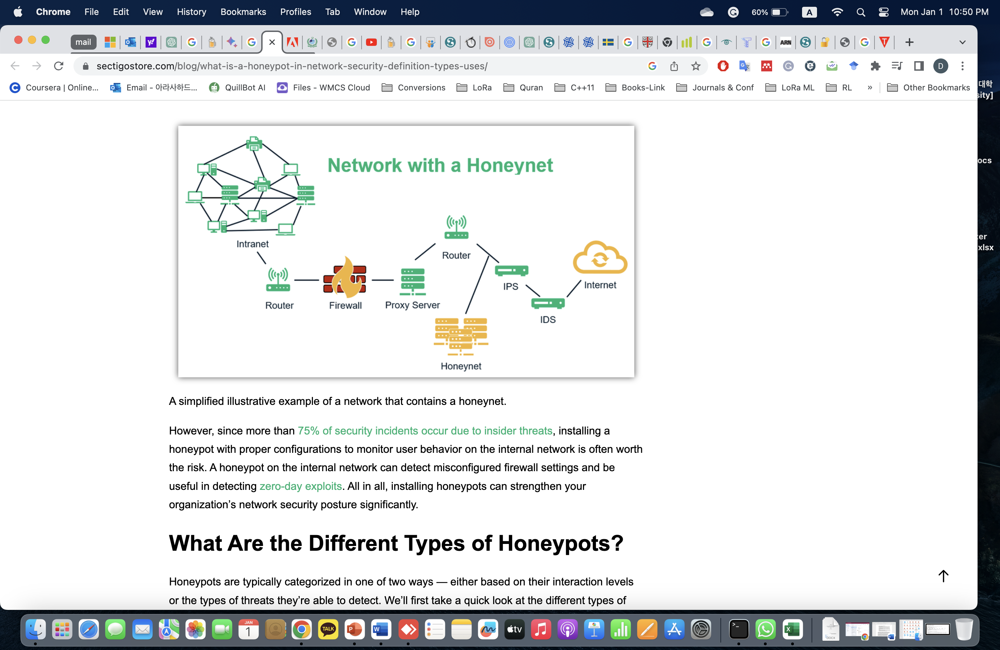 Chrome File Edit View History Bookmarks Profiles Tab Window Help
60%
A
Mon Jan 1 10:50 PM
mail
ARN
sectigostore.com/blog/what-is-a-honeypot-in-network-security-definition-types-uses/
D
Coursera | Online...
Email - 아라사하드...
QuillBot AI
Files - WMCS Cloud
Conversions
LoRa
Quran
C++11
Books-Link
Journals & Conf
LoRa ML
RL
»
Other Bookmarks
대학
sity]
ocs
ter
xlsx
Network with a Honeynet
Intranet
Router
Router
Firewall
Proxy Server
IPS
IDS
Internet
Honeynet
A simplified illustrative example of a network that contains a honeynet.
However, since more than 75% of security incidents occur due to insider threats, installing a
honeypot with proper configurations to monitor user behavior on the internal network is often worth
the risk. A honeypot on the internal network can detect misconfigured firewall settings and be
useful in detecting zero-day exploits. All in all, installing honeypots can strengthen your
organization’s network security posture significantly.
What Are the Different Types of Honeypots?
Honeypots are typically categorized in one of two ways — either based on their interaction levels
or the types of threats they’re able to detect. We’ll first take a quick look at the different types of
JAN
1
TALK
tv
DOCX